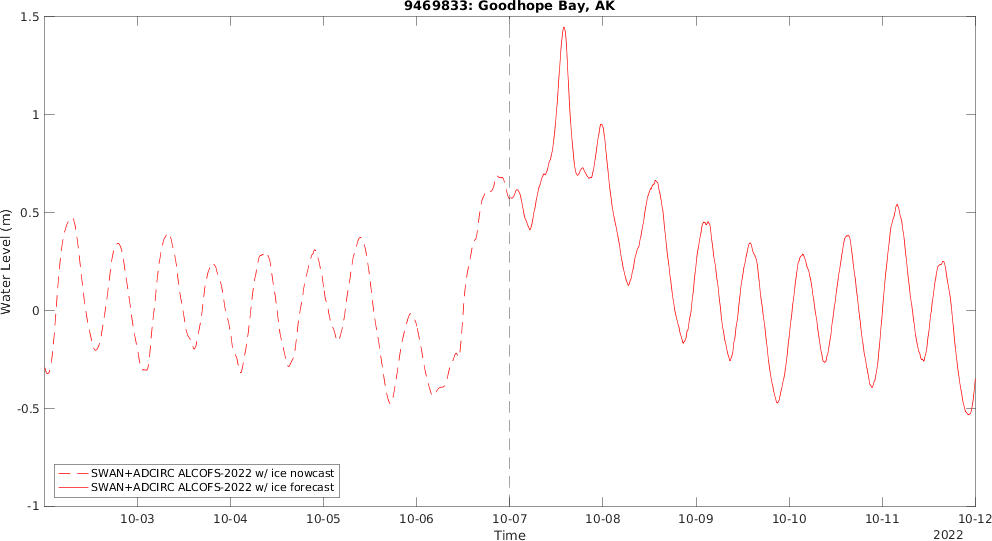 9469833: Goodhope Bay, AK
1.5
1
0.5
0
-0.5
-1
Water Level (m)
SWAN+ADCIRC ALCOFS-2022 w/ ice nowcast
SWAN+ADCIRC ALCOFS-2022 w/ ice forecast
10-03 10-04 10-05 10-06 10-07 10-08 10-09 10-10 10-11 10-12
Time
2022